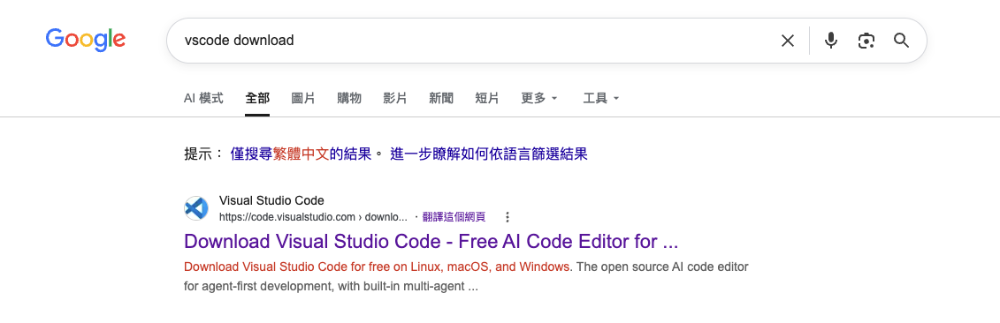 Google
vscode download
AI 模式 全部 圖片 購物 影片 新聞 短片 更多 工具
提示： 僅搜尋繁體中文的結果。 進一步瞭解如何依語言篩選結果
Visual Studio Code
https://code.visualstudio.com › downlo... · 翻譯這個網頁
Download Visual Studio Code - Free AI Code Editor for ...
Download Visual Studio Code for free on Linux, macOS, and Windows. The open source AI code editor
for agent-first development, with built-in multi-agent ...